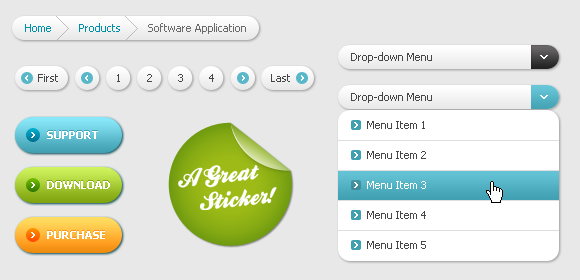 Home Products Software Application
First 1 2 3 4 Last
SUPPORT
DOWNLOAD
PURCHASE
A Great
Sticker!
Drop-down Menu
Drop-down Menu
Menu Item 1
Menu Item 2
Menu Item 3
Menu Item 4
Menu Item 5